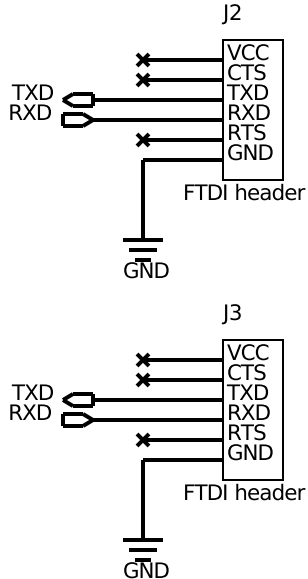 J2
VCC
CTS
TXD TXD
RXD RXD
RTS
GND
FTDI header
GND
J3
VCC
CTS
TXD TXD
RXD RXD
RTS
GND
FTDI header
GND